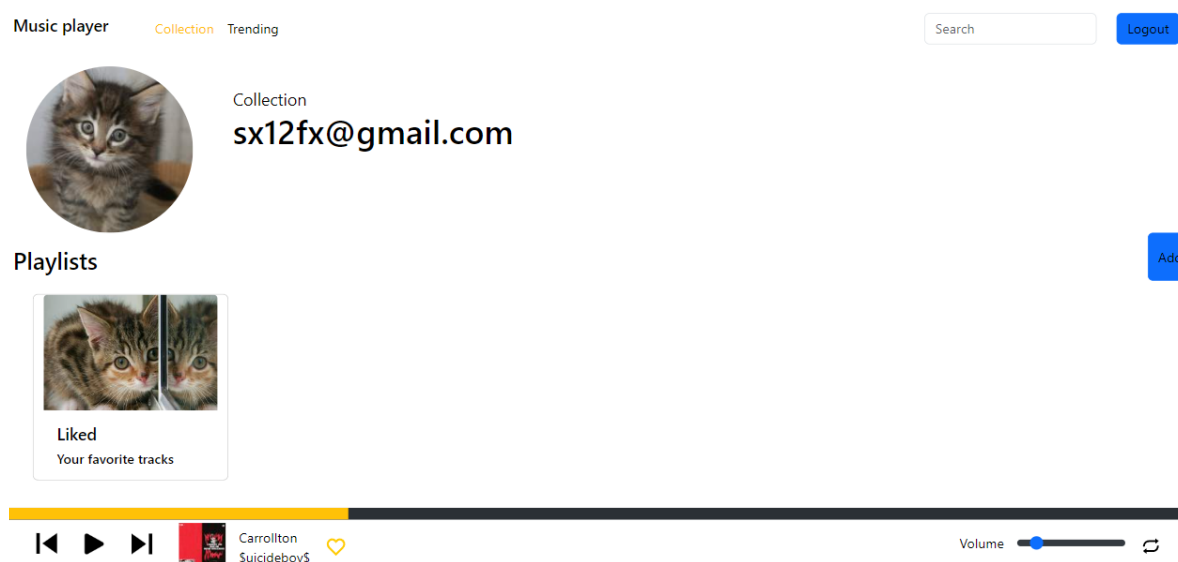 Music player
Collection
Trending
Search
Logout
Collection
sx12fx@gmail.com
Playlists
Liked
Your favorite tracks
Carrollton
$uicideboy$
Volume